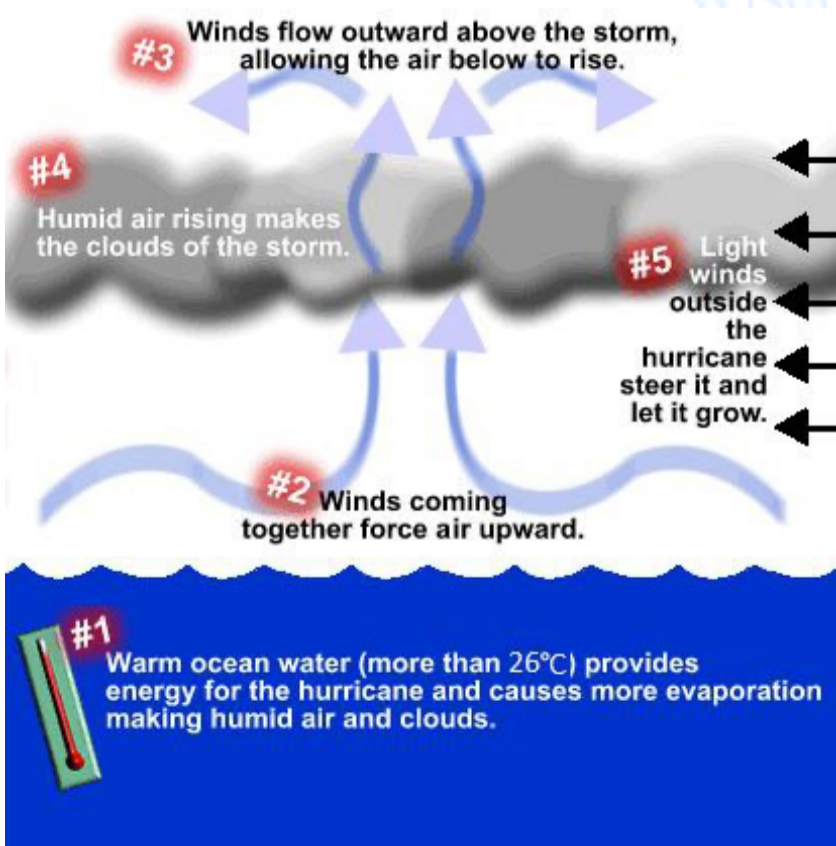 #3
Winds flow outward above the storm,
allowing the air below to rise.
#4
Humid air rising makes
the clouds of the storm.
#5
Light
winds
outside
the
hurricane
steer it and
let it grow.
#2
Winds coming
together force air upward.
#1
Warm ocean water (more than 26°C) provides
energy for the hurricane and causes more evaporation
making humid air and clouds.